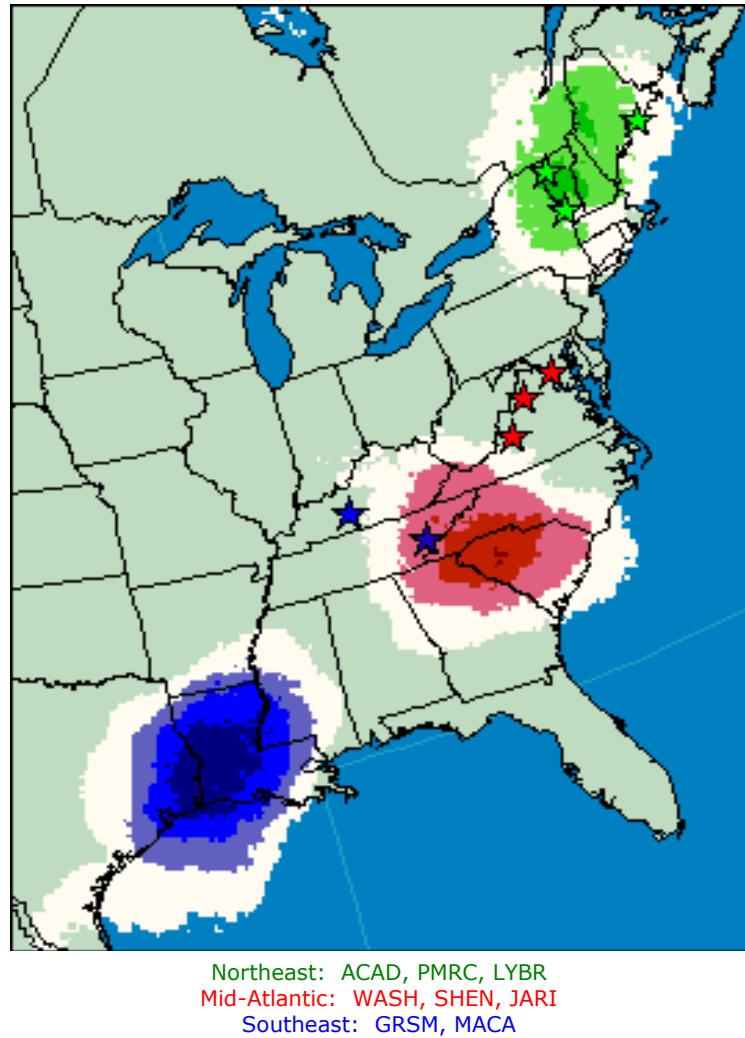 Northeast: ACAD, PMRC, LYBR
Mid-Atlantic: WASH, SHEN, JARI
Southeast: GRSM, MACA